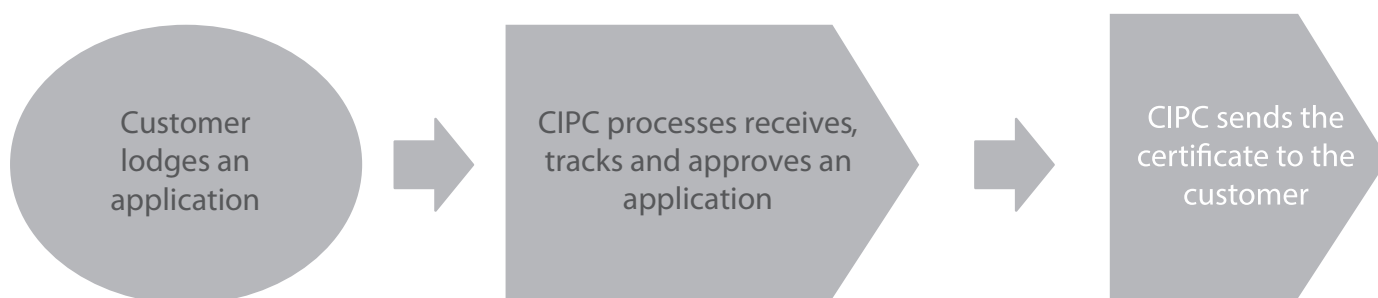 Customer
lodges an
application
CIPC processes receives,
tracks and approves an
application
CIPC sends the
certificate to the
customer